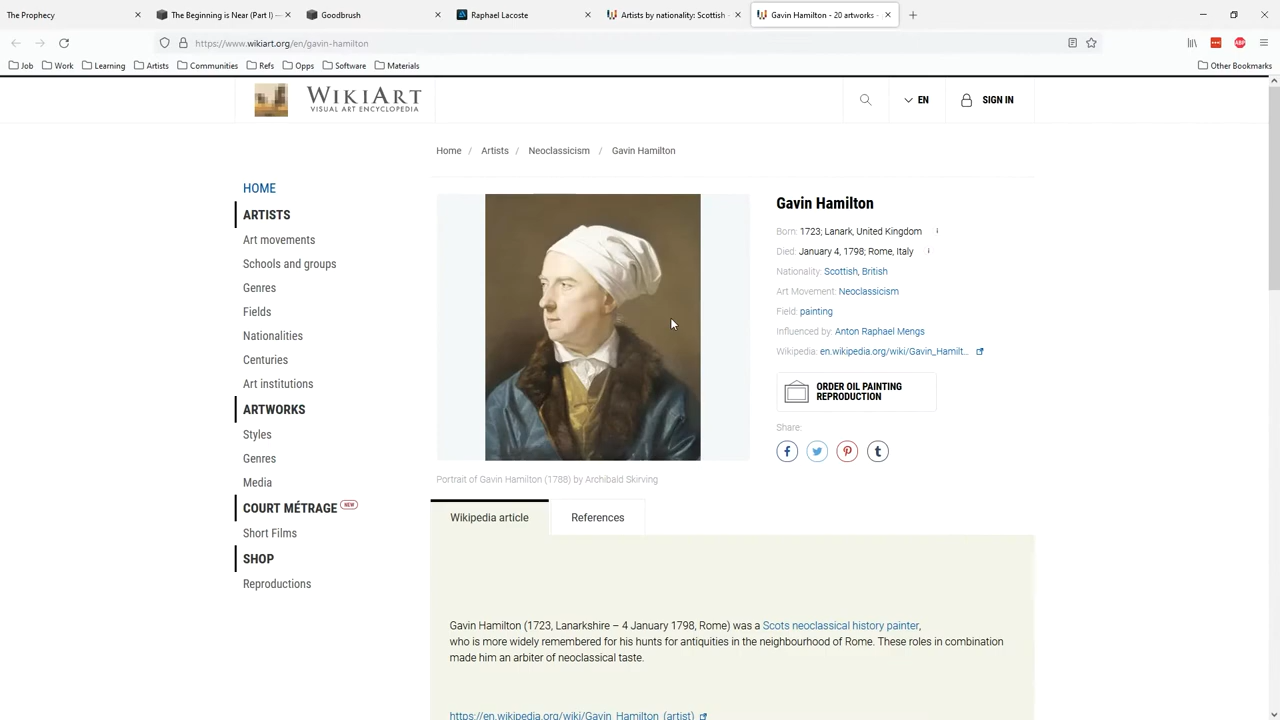 The Prophecy
The Beginning is Near (Part I) —
Goodbrush
Raphael Lacoste
Artists by nationality: Scottish -
Gavin Hamilton - 20 artworks -
https://www.wikiart.org/en/gavin-hamilton
Job
Work
Learning
Artists
Communities
Refs
Opps
Software
Materials
Other Bookmarks
ABP
WIKIART
VISUAL ART ENCYCLOPEDIA
EN
SIGN IN
Home / Artists / Neoclassicism / Gavin Hamilton
HOME
ARTISTS
Art movements
Schools and groups
Genres
Fields
Nationalities
Centuries
Art institutions
ARTWORKS
Styles
Genres
Media
COURT MÉTRAGE NEW
Short Films
SHOP
Reproductions
Gavin Hamilton
Born: 1723; Lanark, United Kingdom
Died: January 4, 1798; Rome, Italy
Nationality: Scottish, British
Art Movement: Neoclassicism
Field: painting
Influenced by: Anton Raphael Mengs
Wikipedia: en.wikipedia.org/wiki/Gavin_Hamilt...
ORDER OIL PAINTING
REPRODUCTION
Share:
Portrait of Gavin Hamilton (1788) by Archibald Skirving
Wikipedia article
References
Gavin Hamilton (1723, Lanarkshire – 4 January 1798, Rome) was a Scots neoclassical history painter,
who is more widely remembered for his hunts for antiquities in the neighbourhood of Rome. These roles in combination
made him an arbiter of neoclassical taste.
https://en.wikipedia.org/wiki/Gavin_Hamilton_(artist)